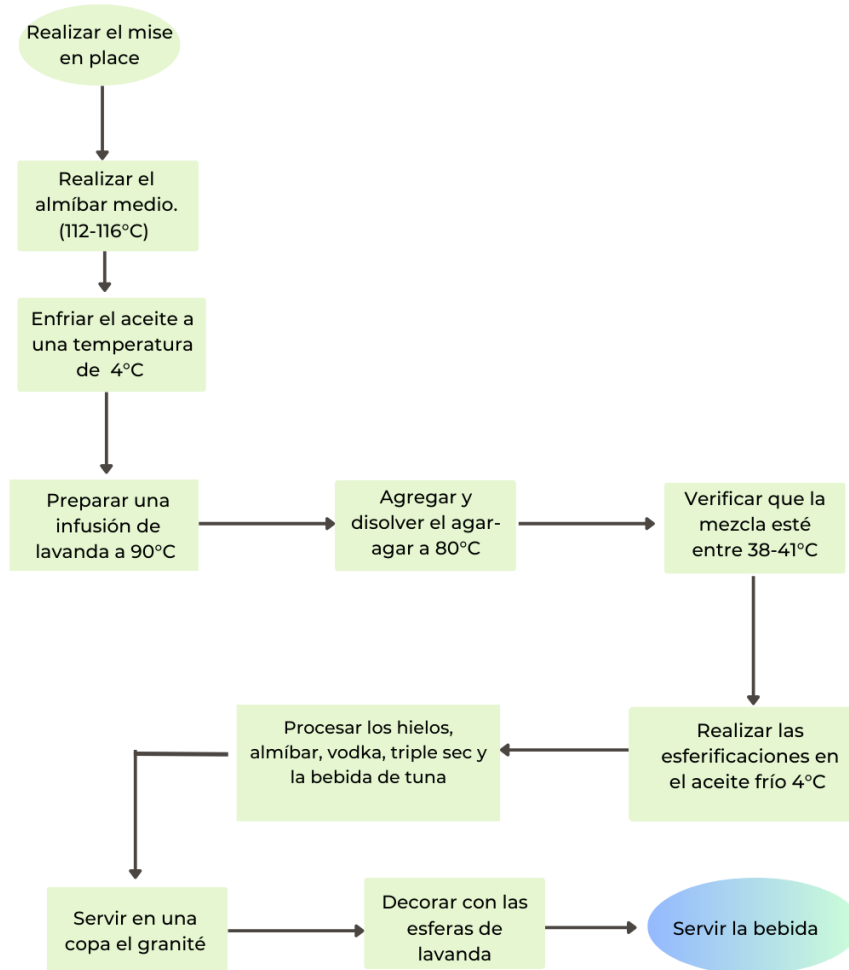 Realizar el mise
en place
Realizar el
almíbar medio.
(112-116°C)
Enfriar el aceite a
una temperatura
de 4°C
Preparar una
infusión de
lavanda a 90°C
Agregar y
disolver el agar-
agar a 80°C
Verificar que la
mezcla esté
entre 38-41°C
Realizar las
esferificaciones en
el aceite frío 4°C
Procesar los hielos,
almíbar, vodka, triple sec y
la bebida de tuna
Servir en una
copa el granité
Decorar con las
esferas de
lavanda
Servir la bebida